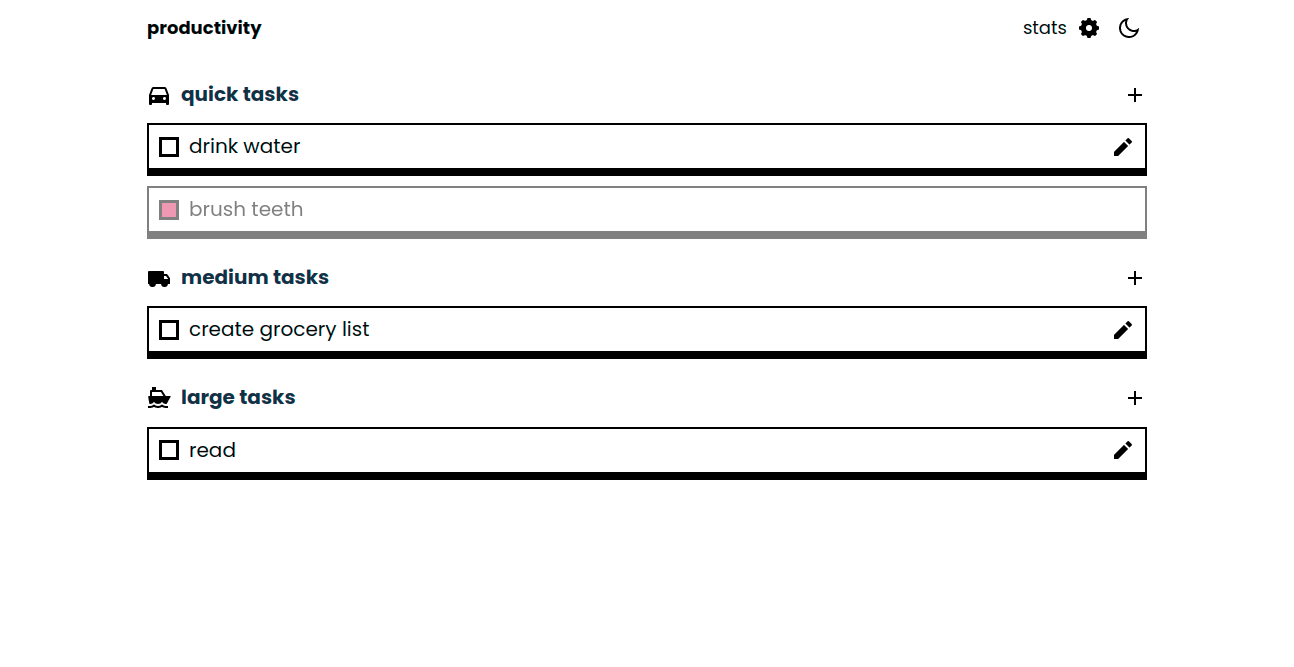 productivity
stats
quick tasks
drink water
brush teeth
medium tasks
create grocery list
large tasks
read